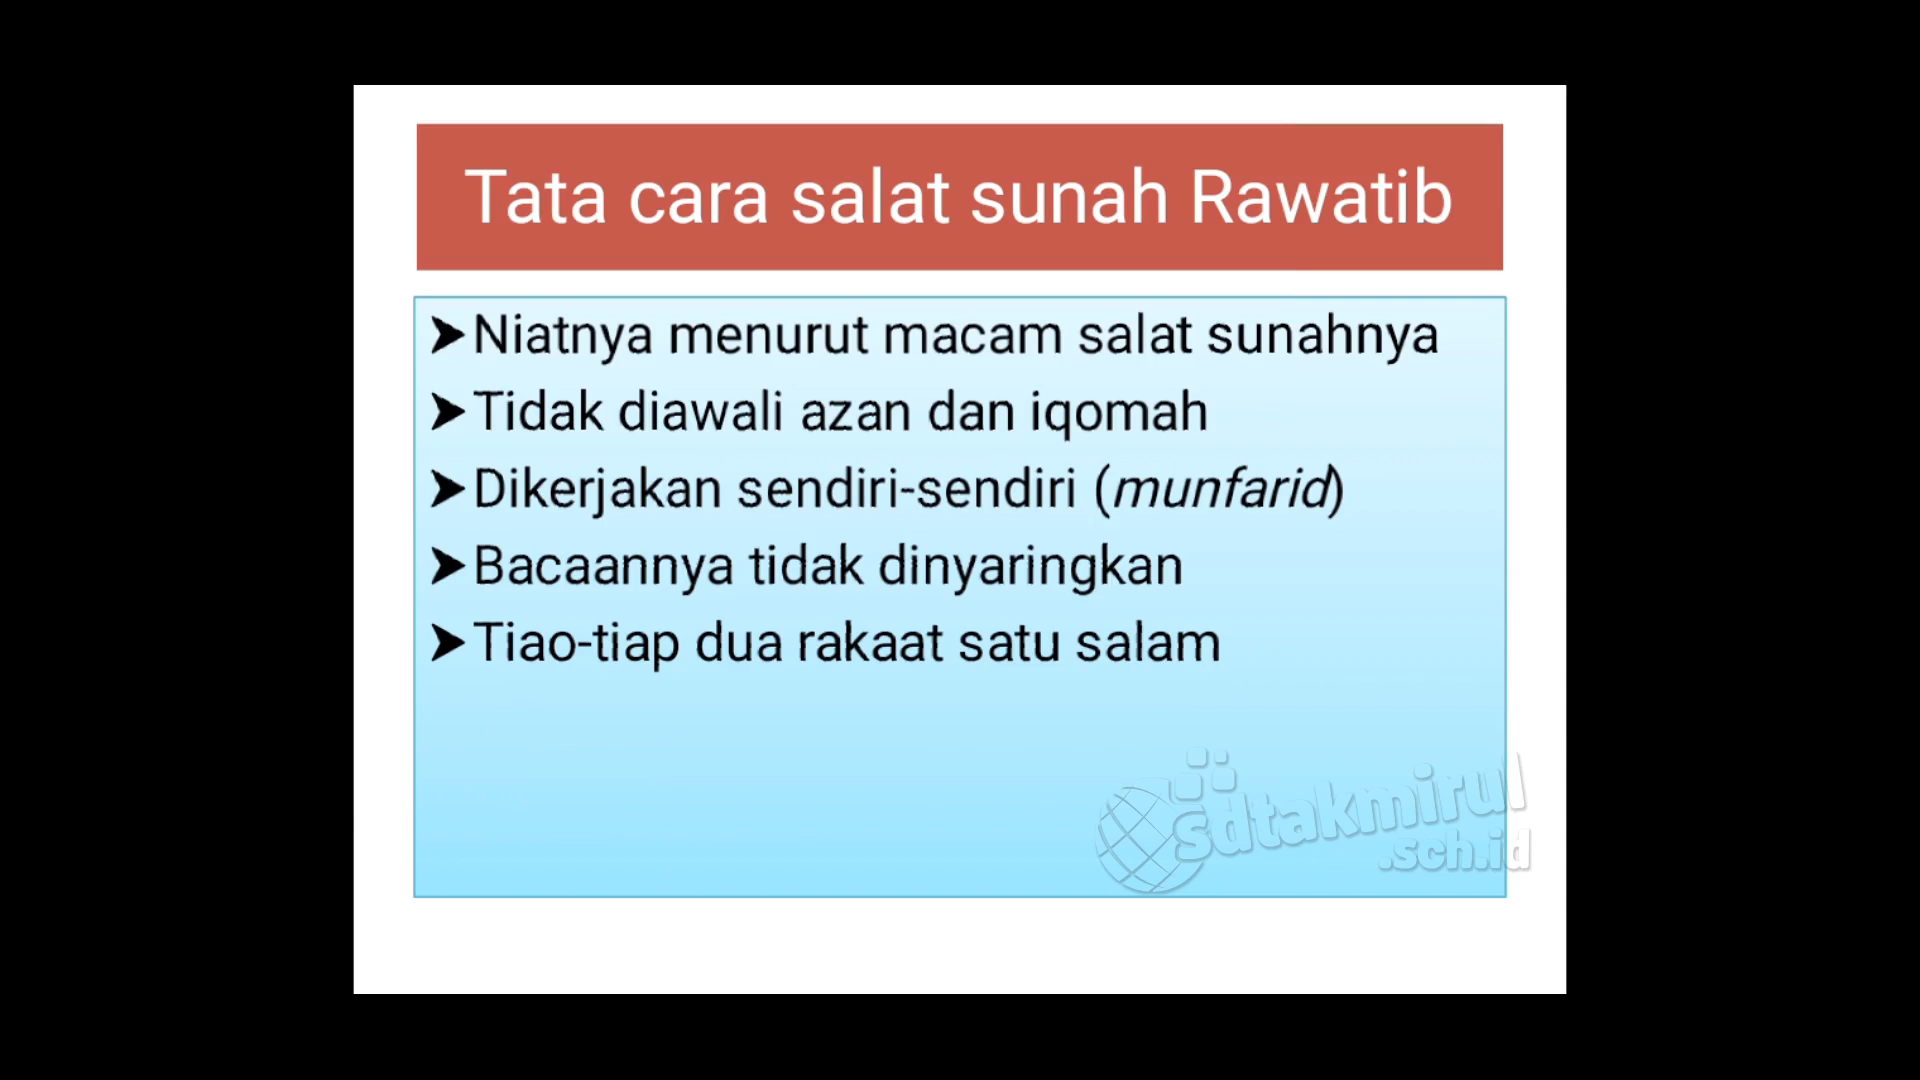 Tata cara salat sunah Rawatib
➤Niatnya menurut macam salat sunahnya
➤Tidak diawali azan dan iqomah
➤Dikerjakan sendiri-sendiri (munfarid)
➤Bacaannya tidak dinyaringkan
➤Tiao-tiap dua rakaat satu salam
sdtakmirul
.sch.id